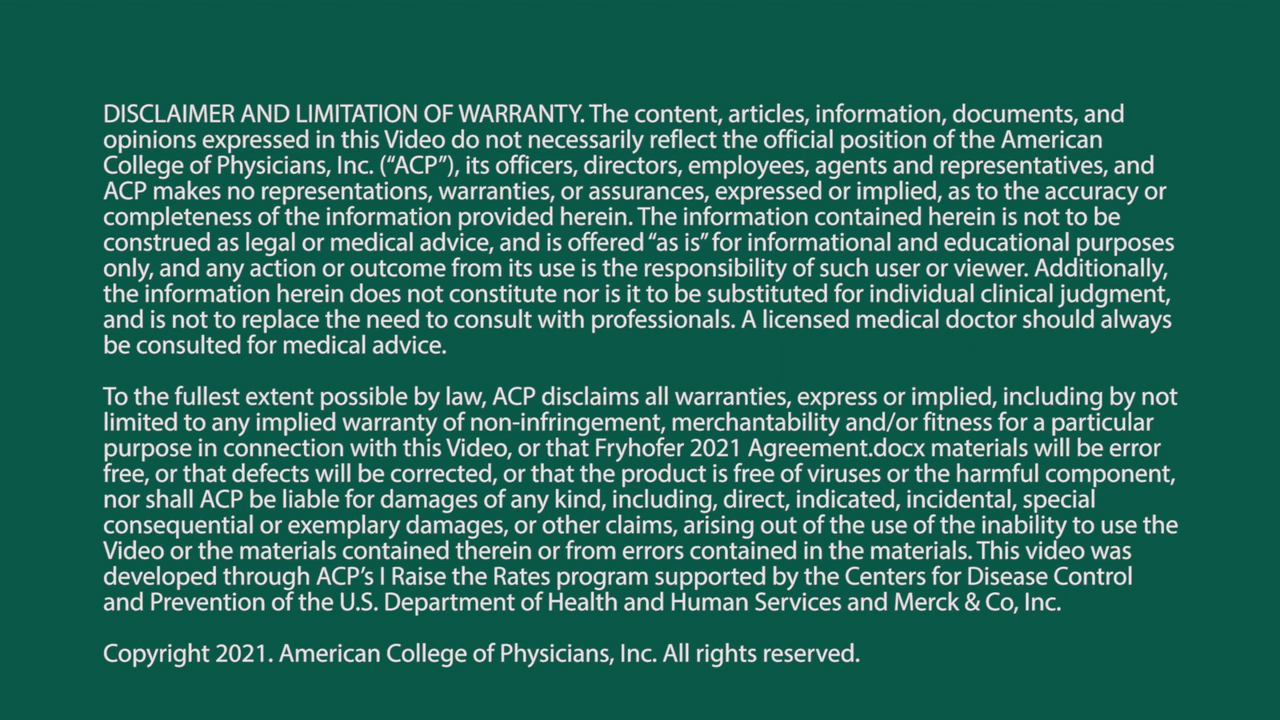 DISCLAIMER AND LIMITATION OF WARRANTY. The content, articles, information, documents, and
opinions expressed in this Video do not necessarily reflect the official position of the American
College of Physicians, Inc. (“ACP”), its officers, directors, employees, agents and representatives, and
ACP makes no representations, warranties, or assurances, expressed or implied, as to the accuracy or
completeness of the information provided herein. The information contained herein is not to be
construed as legal or medical advice, and is offered “as is” for informational and educational purposes
only, and any action or outcome from its use is the responsibility of such user or viewer. Additionally,
the information herein does not constitute nor is it to be substituted for individual clinical judgment,
and is not to replace the need to consult with professionals. A licensed medical doctor should always
be consulted for medical advice.
To the fullest extent possible by law, ACP disclaims all warranties, express or implied, including by not
limited to any implied warranty of non-infringement, merchantability and/or fitness for a particular
purpose in connection with this Video, or that Fryhofer 2021 Agreement.docx materials will be error
free, or that defects will be corrected, or that the product is free of viruses or the harmful component,
nor shall ACP be liable for damages of any kind, including, direct, indicated, incidental, special
consequential or exemplary damages, or other claims, arising out of the use of the inability to use the
Video or the materials contained therein or from errors contained in the materials. This video was
developed through ACP’s I Raise the Rates program supported by the Centers for Disease Control
and Prevention of the U.S. Department of Health and Human Services and Merck & Co, Inc.
Copyright 2021. American College of Physicians, Inc. All rights reserved.